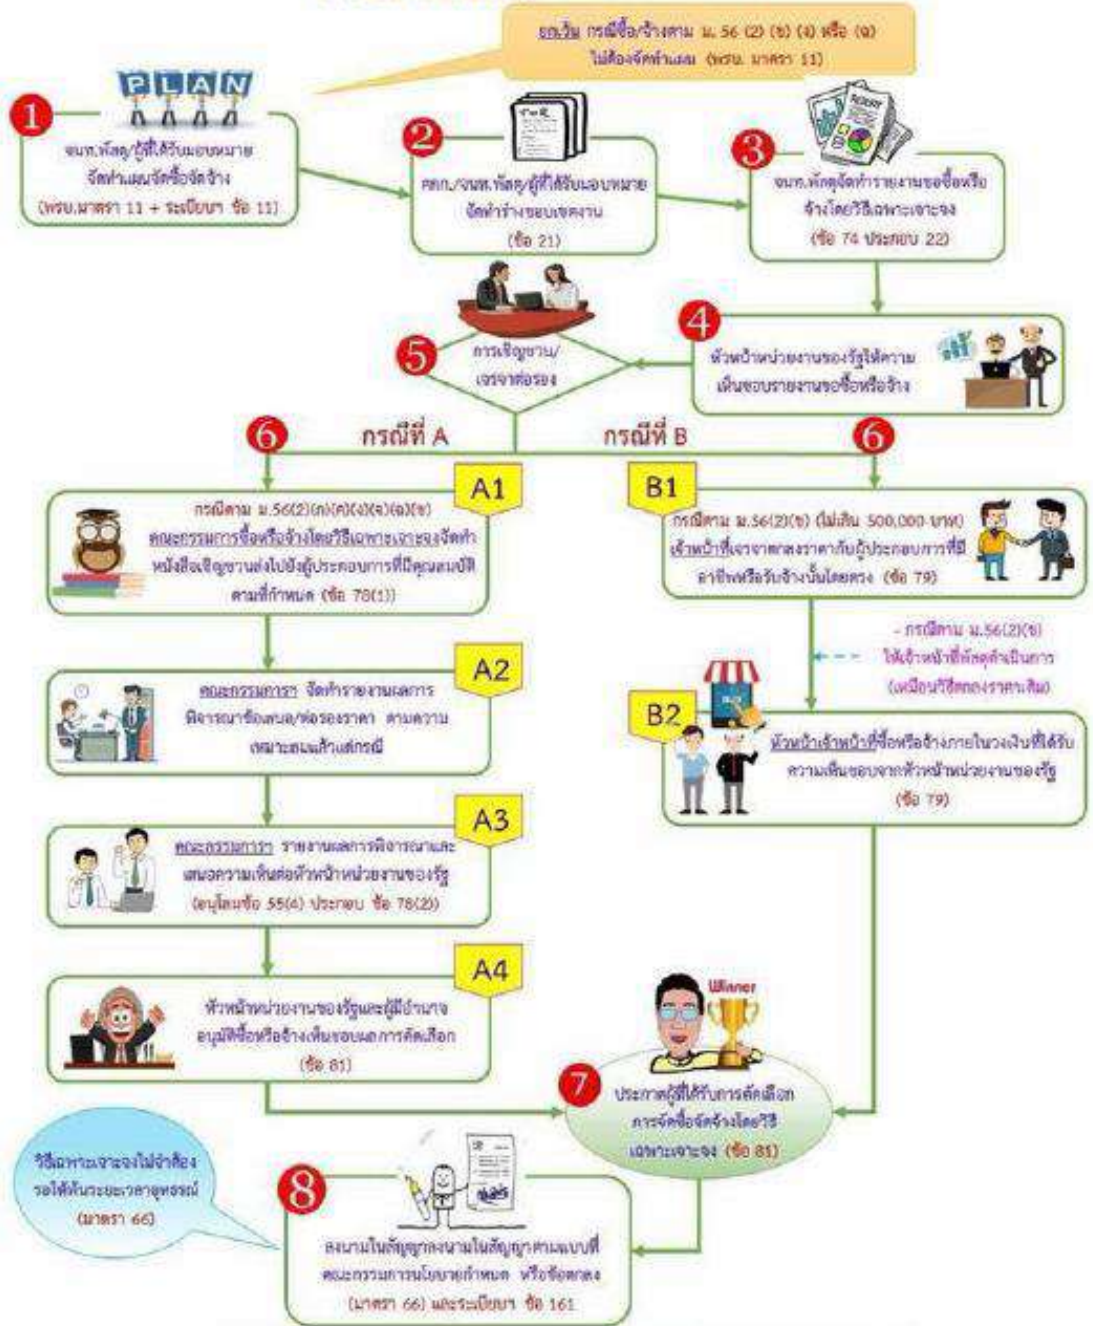 ยกเว้น กรณีซื้อ/จ้างตาม ม. 56 (2) (ข) (ง) หรือ (ฉ)
ไม่ต้องจัดทำแผน (พรบ. มาตรา 11)
PLAN
1
จนท.พัสดุ/ผู้ที่ได้รับมอบหมาย
จัดทำแผนจัดซื้อจัดจ้าง
(พรบ.มาตรา 11 + ระเบียบฯ ข้อ 11)
2
คกก./จนท.พัสดุ/ผู้ที่ได้รับมอบหมาย
จัดทำร่างขอบเขตงาน
(ข้อ 21)
3
จนท.พัสดุจัดทำรายงานขอซื้อหรือ
จ้างโดยวิธีเฉพาะเจาะจง
(ข้อ 74 ประกอบ 22)
4
หัวหน้าหน่วยงานของรัฐให้ความ
เห็นชอบรายงานขอซื้อหรือจ้าง
5
การเชิญชวน/
เจรจาต่อรอง
6
กรณีที่ A
กรณีที่ B
6
A1
กรณีตาม ม.56(2)
คณะกรรมการซื้อหรือจ้างโดยวิธีเฉพาะเจาะจงจัดทำ
หนังสือเชิญชวนส่งไปยังผู้ประกอบการที่มีคุณสมบัติ
ตามที่กำหนด (ข้อ 78(1))
B1
กรณีตาม ม.56(2)(ข) (ไม่เกิน 500,000 บาท)
เจ้าหน้าที่เจรจาตกลงราคากับผู้ประกอบการที่มี
อาชีพหรือรับจ้างนั้นโดยตรง (ข้อ 79)
- กรณีตาม ม.56(2)(ข)
ให้เจ้าหน้าที่พัสดุดำเนินการ
(เหมือนวิธีตกลงราคาเดิม)
A2
คณะกรรมการฯ จัดทำรายงานผลการ
พิจารณาข้อเสนอ/ต่อรองราคา ตามความ
เหมาะสมแล้วแต่กรณี
B2
หัวหน้าเจ้าหน้าที่ซื้อหรือจ้างภายในวงเงินที่ได้รับ
ความเห็นชอบจากหัวหน้าหน่วยงานของรัฐ
(ข้อ 79)
A3
คณะกรรมการฯ รายงานผลการพิจารณาและ
เสนอความเห็นต่อหัวหน้าหน่วยงานของรัฐ
(อนุโลมข้อ 55(4) ประกอบ ข้อ 78(2))
A4
หัวหน้าหน่วยงานของรัฐและผู้มีอำนาจ
อนุมัติซื้อหรือจ้างเห็นชอบผลการคัดเลือก
(ข้อ 81)
Winner
7
ประกาศผู้ที่ได้รับการคัดเลือก
การจัดซื้อจัดจ้างโดยวิธี
เฉพาะเจาะจง (ข้อ 81)
วิธีเฉพาะเจาะจงไม่จำต้อง
รอให้พ้นระยะเวลาอุทธรณ์
(มาตรา 66)
8
ลงนามในสัญญาลงนามในสัญญาตามแบบที่
คณะกรรมการนโยบายกำหนด หรือข้อตกลง
(มาตรา 66) และระเบียบฯ ข้อ 161